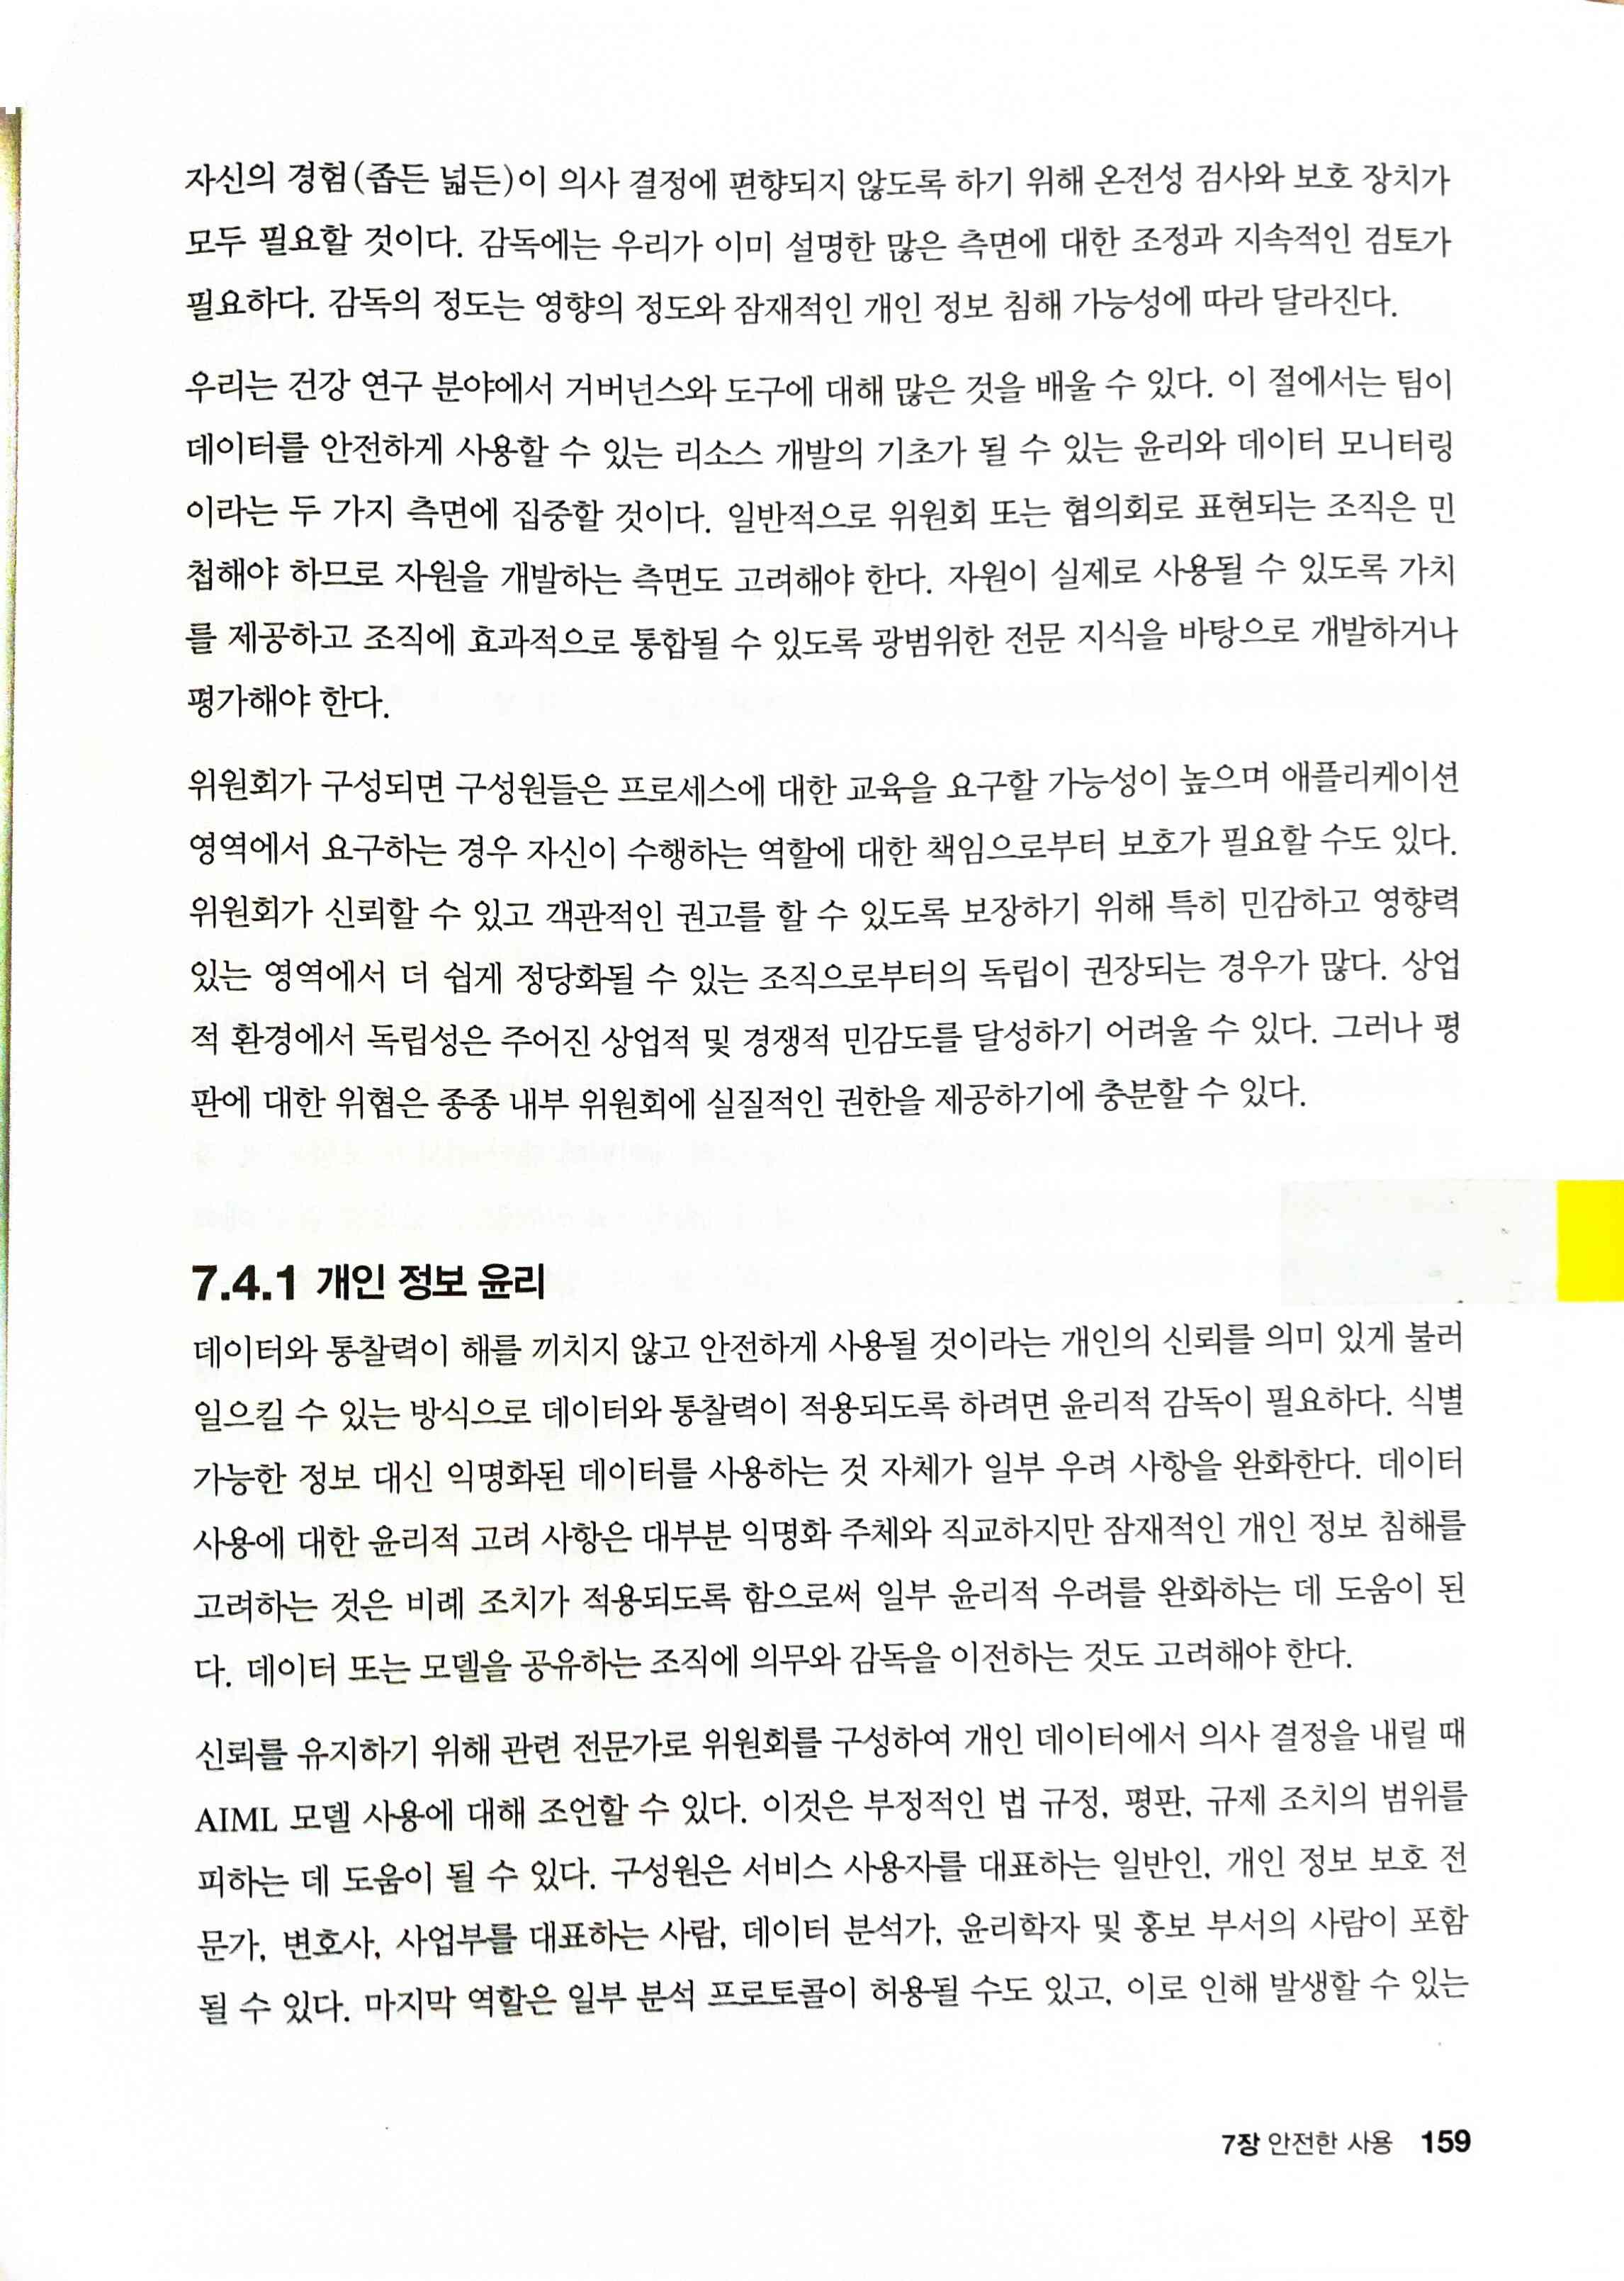 자신의 경험(좁든 넓든)이 의사 결정에 편향되지 않도록 하기 위해 온전성 검사와 보호 장치가
모두 필요할 것이다. 감독에는 우리가 이미 설명한 많은 측면에 대한 조정과 지속적인 검토가
필요하다. 감독의 정도는 영향의 정도와 잠재적인 개인 정보 침해 가능성에 따라 달라진다.
우리는 건강 연구 분야에서 거버넌스와 도구에 대해 많은 것을 배울 수 있다. 이 절에서는 팀이
데이터를 안전하게 사용할 수 있는 리소스 개발의 기초가 될 수 있는 윤리와 데이터 모니터링
이라는 두 가지 측면에 집중할 것이다. 일반적으로 위원회 또는 협의회로 표현되는 조직은 민
첩해야 하므로 자원을 개발하는 측면도 고려해야 한다. 자원이 실제로 사용될 수 있도록 가치
를 제공하고 조직에 효과적으로 통합될 수 있도록 광범위한 전문 지식을 바탕으로 개발하거나
평가해야 한다.
위원회가 구성되면 구성원들은 프로세스에 대한 교육을 요구할 가능성이 높으며 애플리케이션
영역에서 요구하는 경우 자신이 수행하는 역할에 대한 책임으로부터 보호가 필요할 수도 있다.
위원회가 신뢰할 수 있고 객관적인 권고를 할 수 있도록 보장하기 위해 특히 민감하고 영향력
있는 영역에서 더 쉽게 정당화될 수 있는 조직으로부터의 독립이 권장되는 경우가 많다. 상업
적 환경에서 독립성은 주어진 상업적 및 경쟁적 민감도를 달성하기 어려울 수 있다. 그러나 평
판에 대한 위협은 종종 내부 위원회에 실질적인 권한을 제공하기에 충분할 수 있다.
7.4.1 개인 정보 윤리
데이터와 통찰력이 해를 끼치지 않고 안전하게 사용될 것이라는 개인의 신뢰를 의미 있게 불러
일으킬 수 있는 방식으로 데이터와 통찰력이 적용되도록 하려면 윤리적 감독이 필요하다. 식별
가능한 정보 대신 익명화된 데이터를 사용하는 것 자체가 일부 우려 사항을 완화한다. 데이터
사용에 대한 윤리적 고려 사항은 대부분 익명화 주체와 직교하지만 잠재적인 개인 정보 침해를
고려하는 것은 비례 조치가 적용되도록 함으로써 일부 윤리적 우려를 완화하는 데 도움이 된
다. 데이터 또는 모델을 공유하는 조직에 의무와 감독을 이전하는 것도 고려해야 한다.
신뢰를 유지하기 위해 관련 전문가로 위원회를 구성하여 개인 데이터에서 의사 결정을 내릴 때
AIML 모델 사용에 대해 조언할 수 있다. 이것은 부정적인 법 규정, 평판, 규제 조치의 범위를
피하는 데 도움이 될 수 있다. 구성원은 서비스 사용자를 대표하는 일반인, 개인 정보 보호 전
문가, 변호사, 사업부를 대표하는 사람, 데이터 분석가, 윤리학자 및 홍보 부서의 사람이 포함
될 수 있다. 마지막 역할은 일부 분석 프로토콜이 허용될 수도 있고, 이로 인해 발생할 수 있는
7장 안전한 사용 159